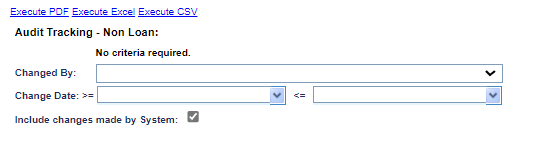 Execute PDF Execute Excel Execute CSV
Audit Tracking - Non Loan:
No criteria required.
Changed By:
Change Date: >= <=
Include changes made by System: